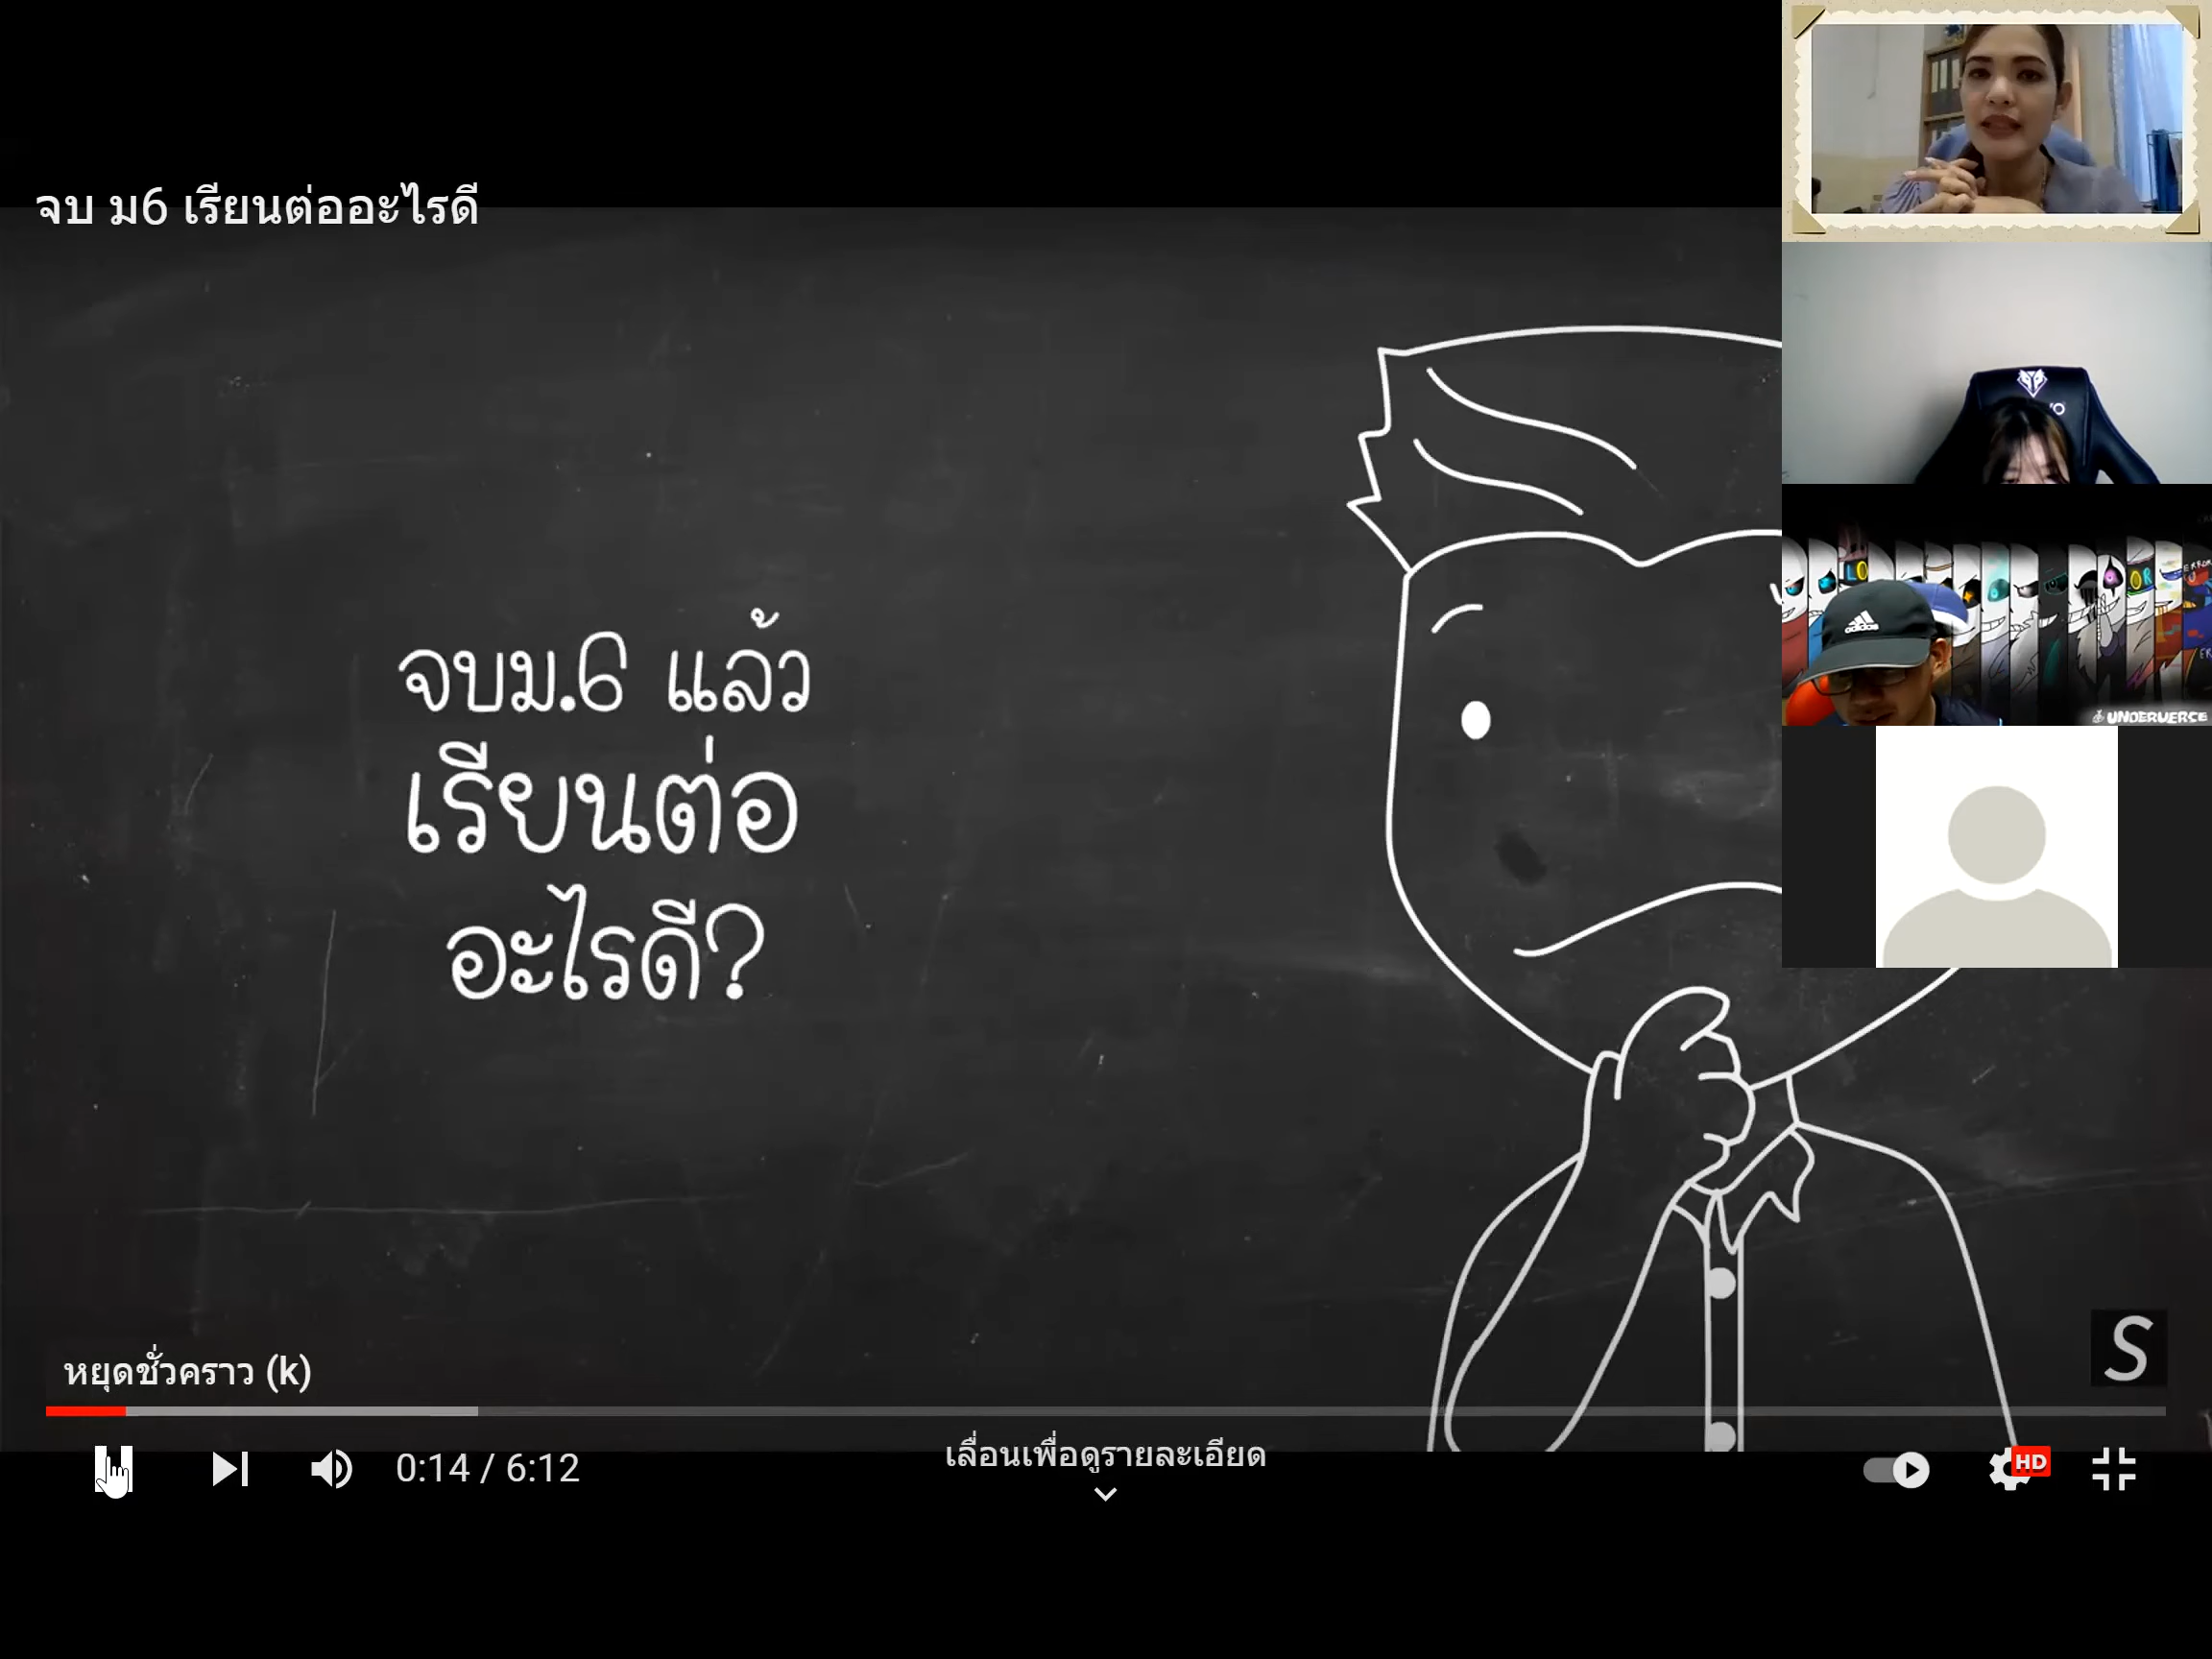 จบ ม6 เรียนต่ออะไรดี
จบม.6 แล้ว
เรียนต่อ
อะไรดี?
adidas
UNDERVERSE
S
หยุดชั่วคราว (k)
0:14 / 6:12
เลื่อนเพื่อดูรายละเอียด
HD